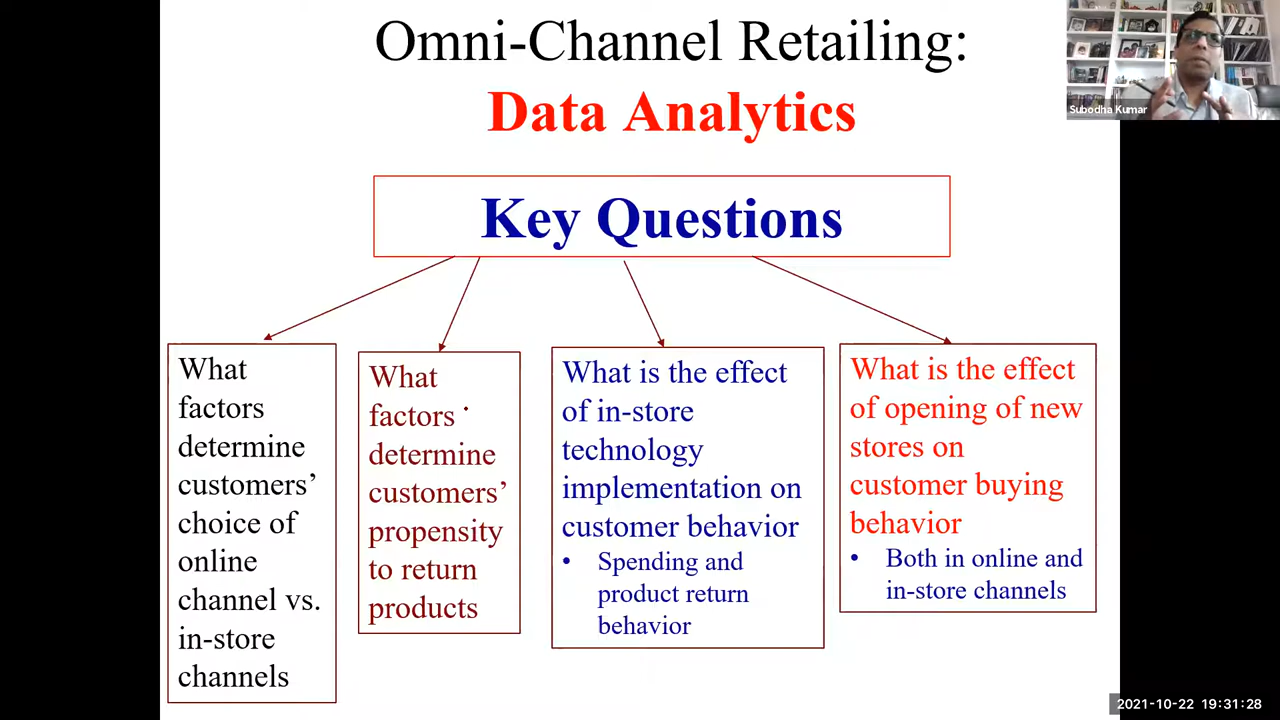 Omni-Channel Retailing:
Data Analytics
Subodha Kumar
Key Questions
What
factors
determine
customers’
choice of
online
channel vs.
in-store
channels
What
factors
determine
customers’
propensity
to return
products
What is the effect
of in-store
technology
implementation on
customer behavior
• Spending and
product return
behavior
What is the effect
of opening of new
stores on
customer buying
behavior
• Both in online and
in-store channels
2021-10-22 19:31:28